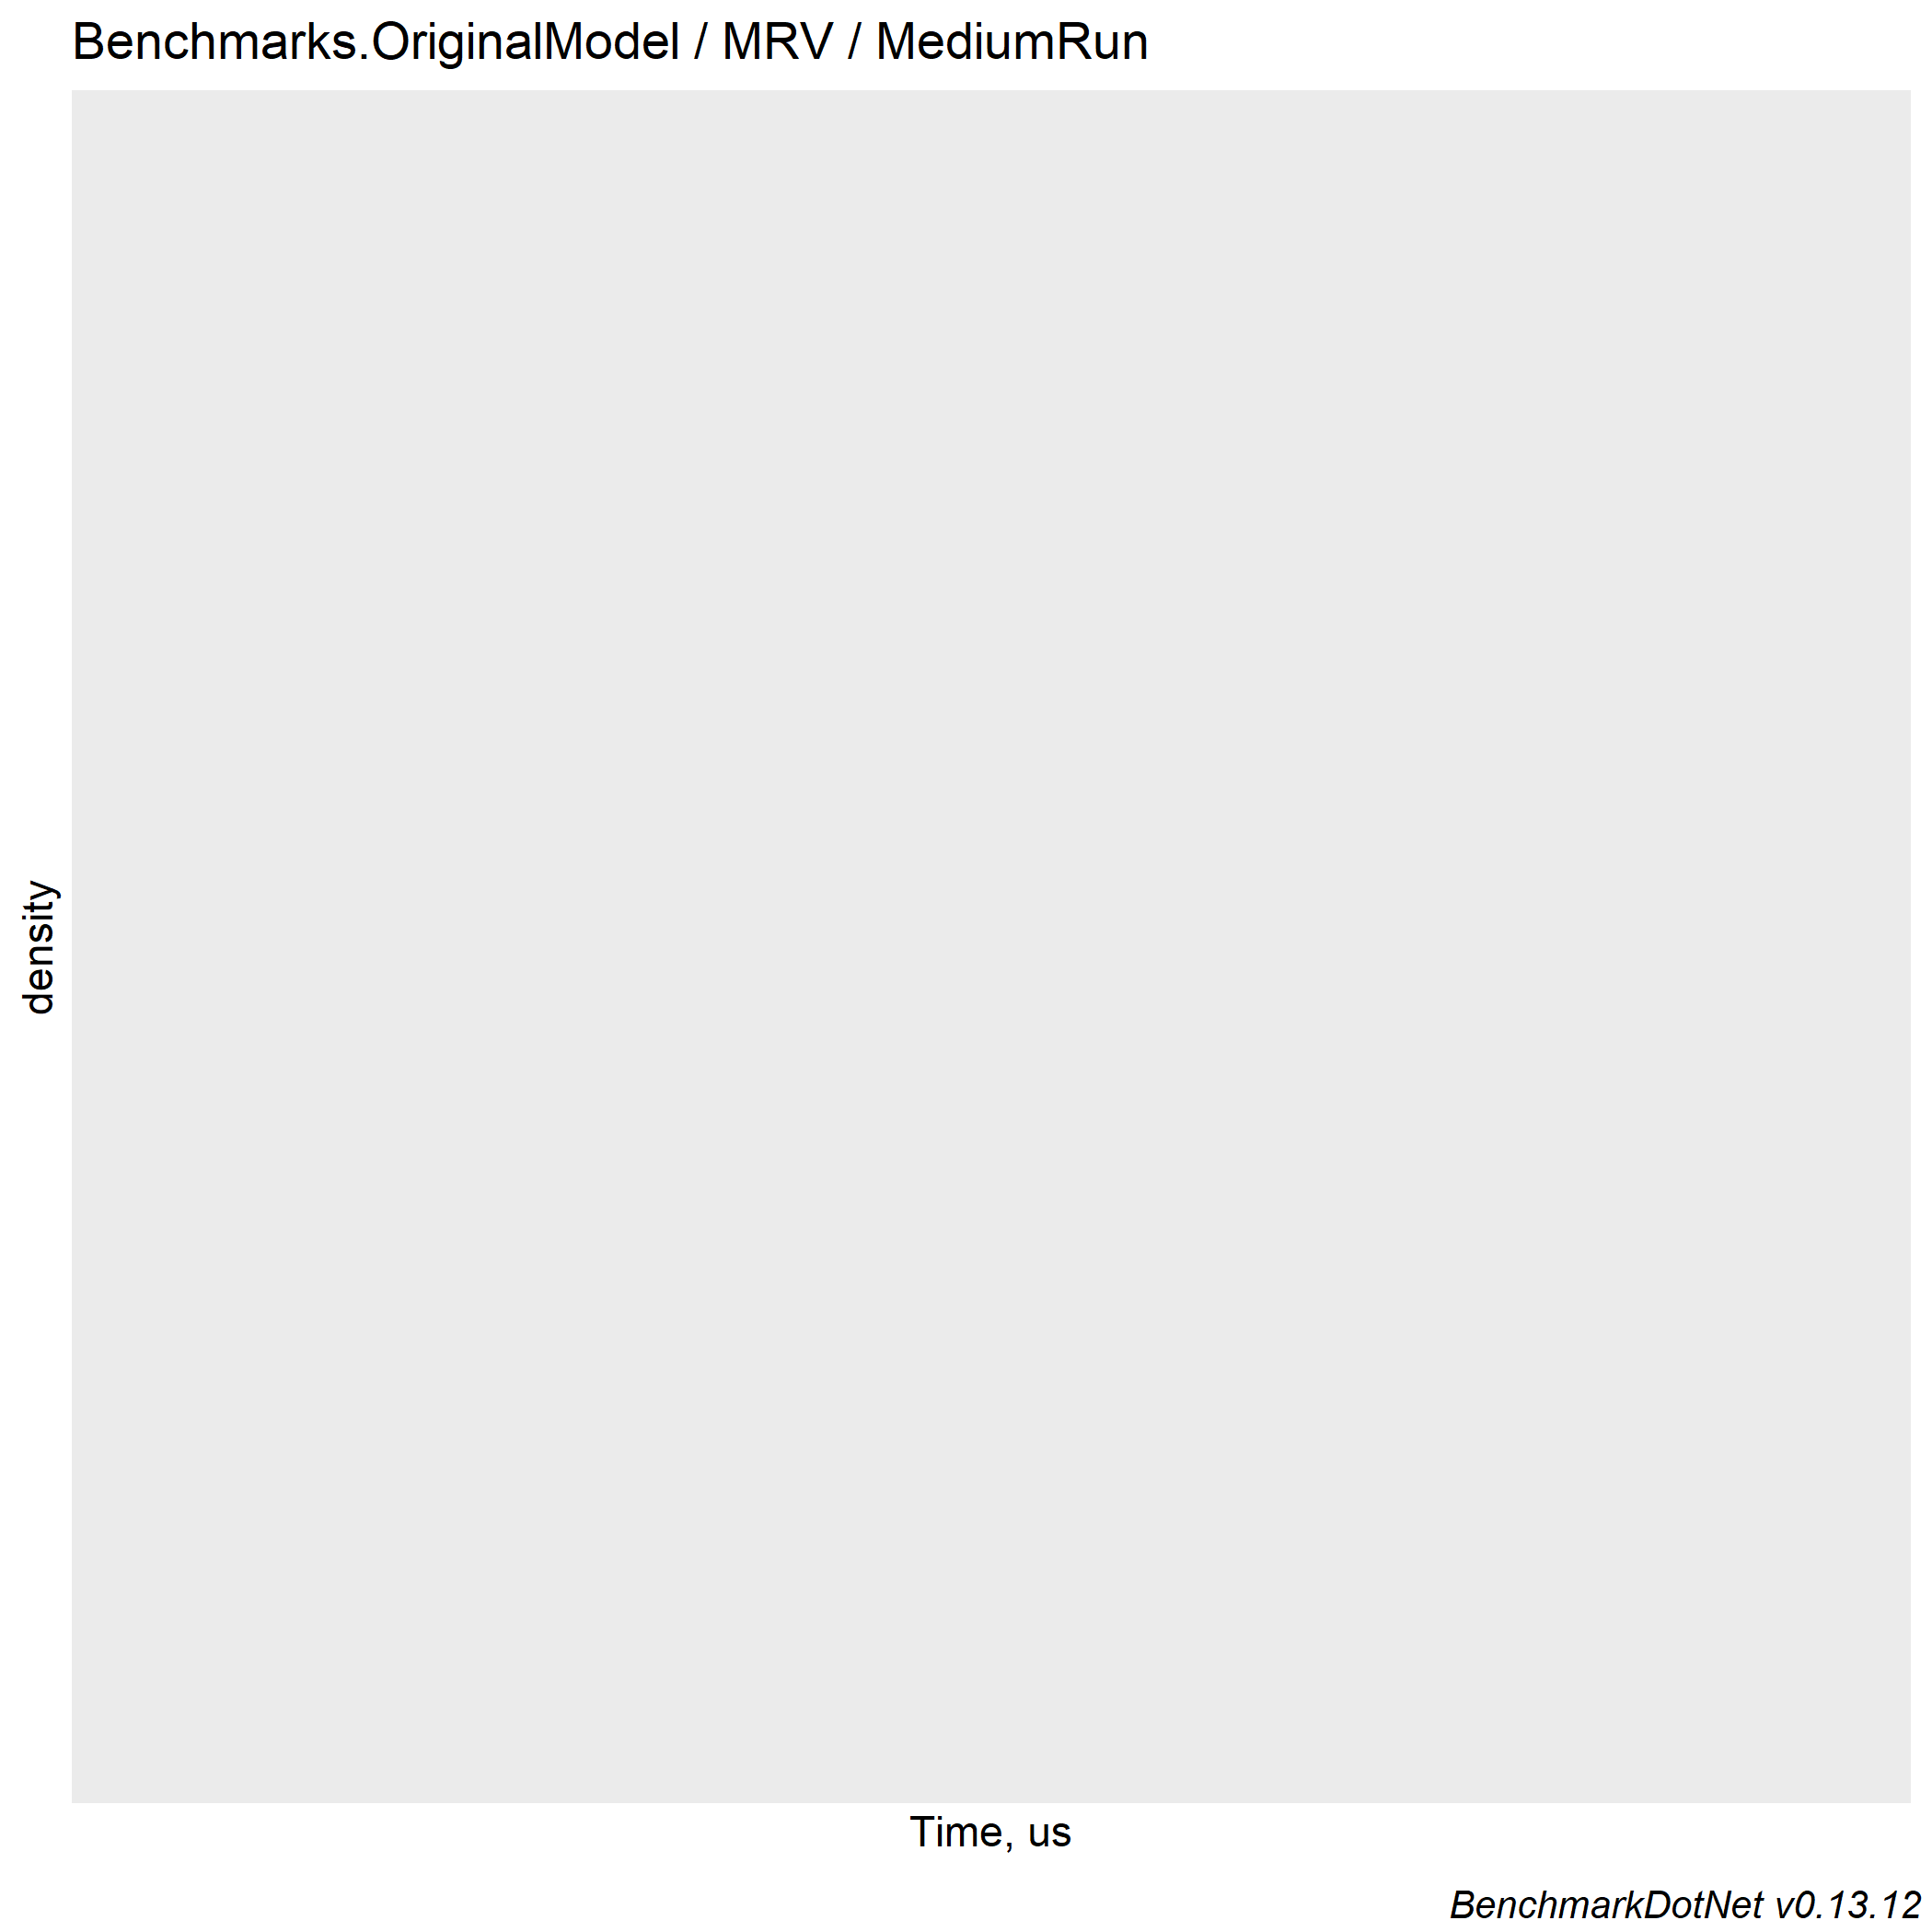 Benchmarks.OriginalModel / MRV / MediumRun
density
Time, us
BenchmarkDotNet v0.13.12